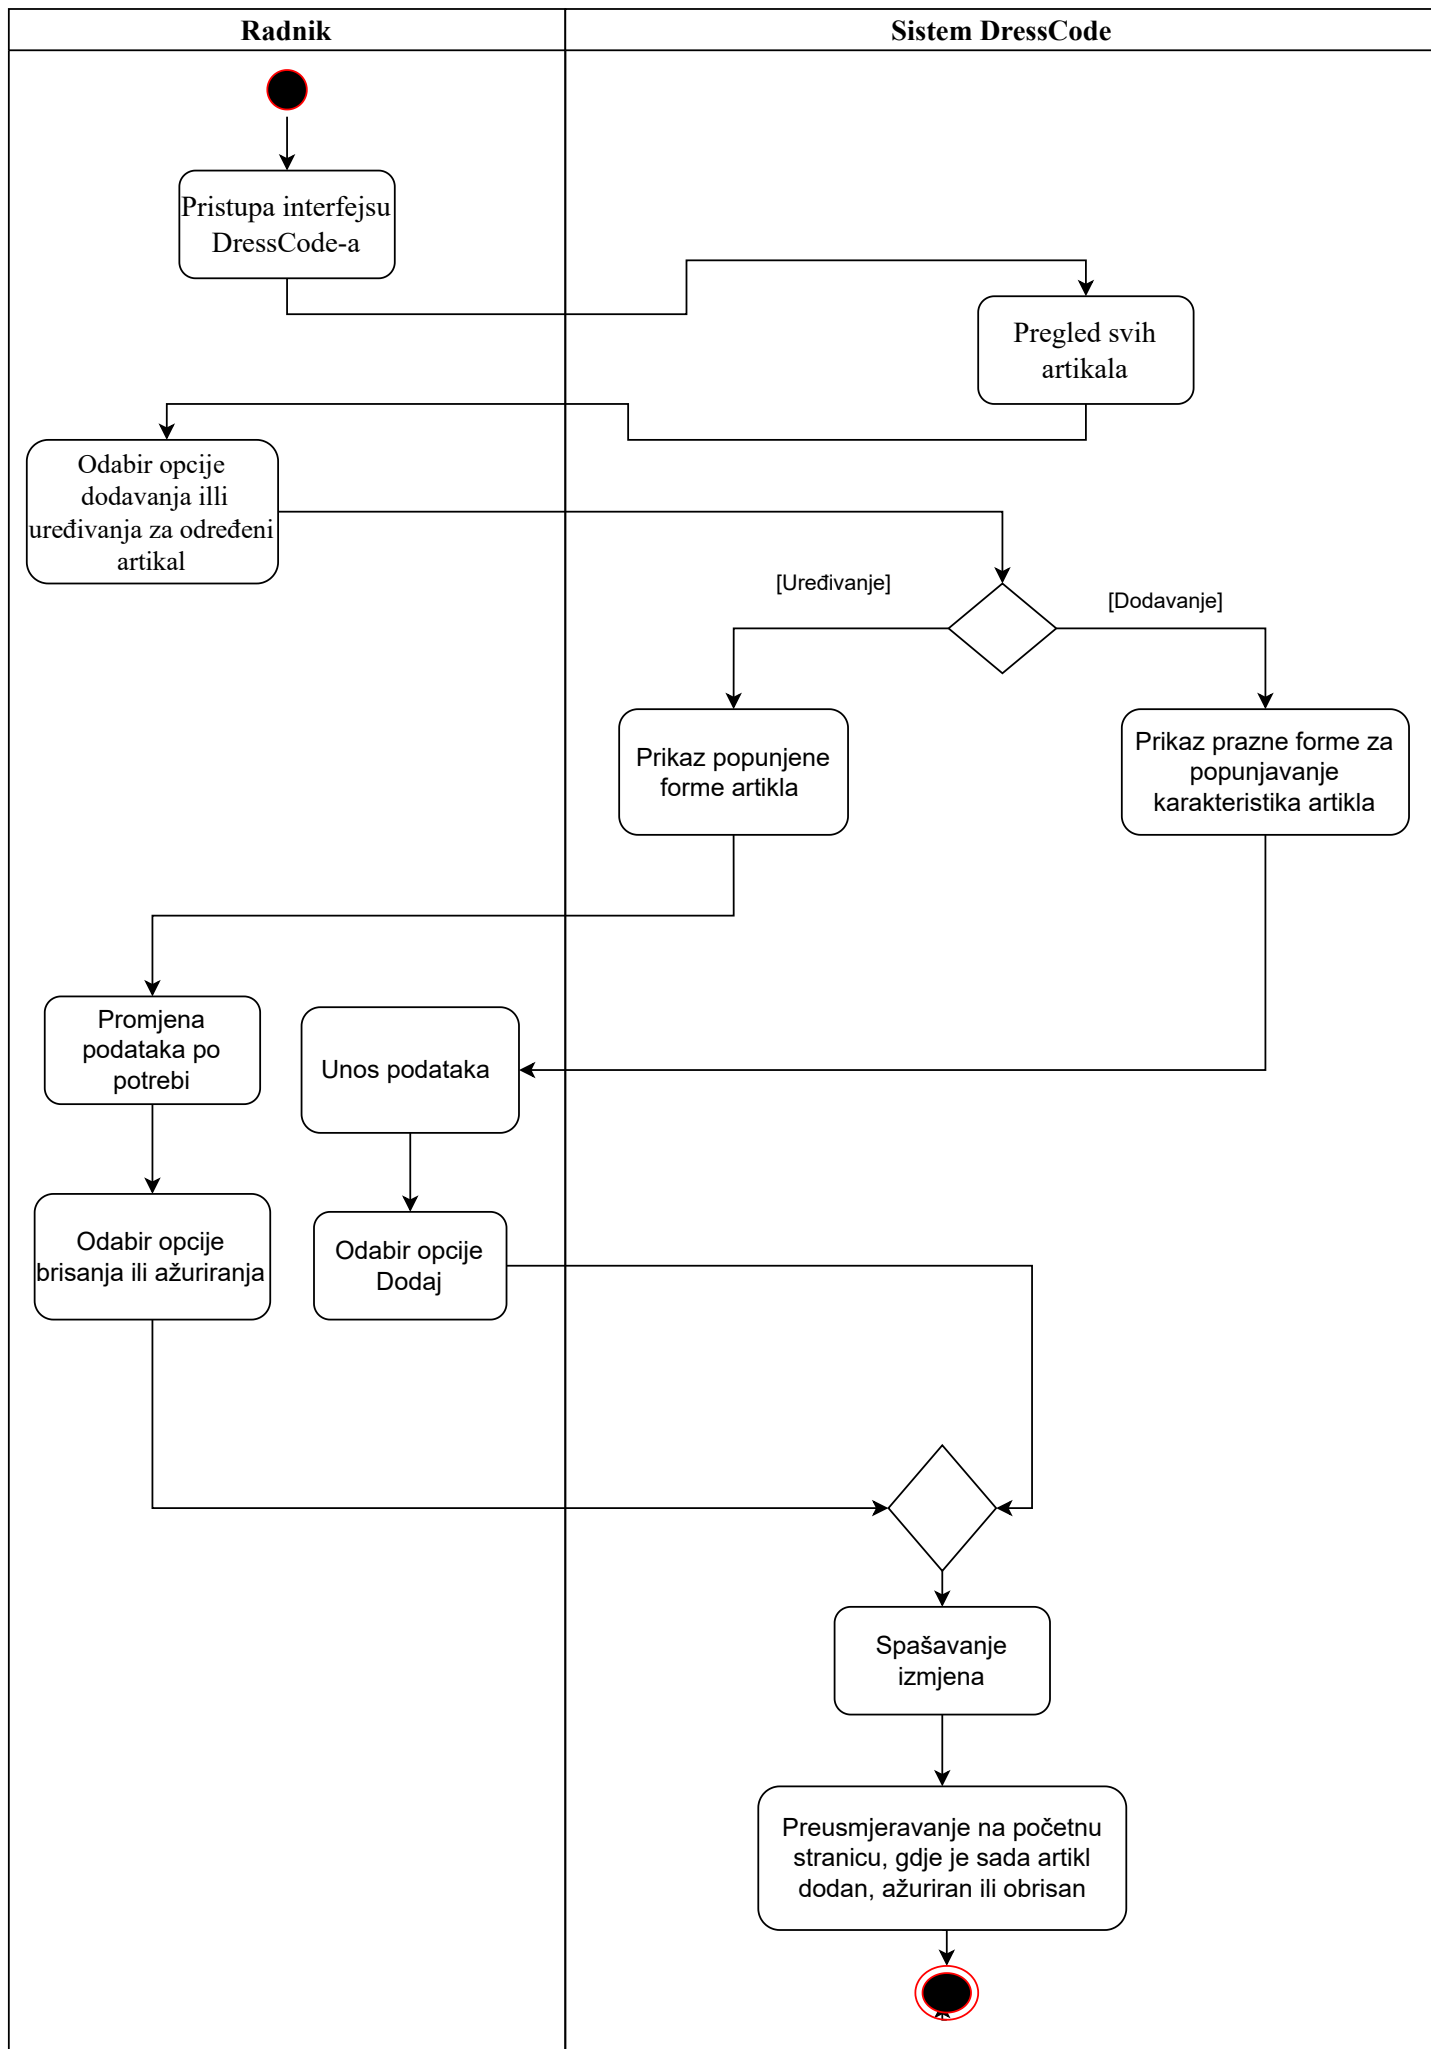 Radnik
Sistem DressCode
Pristupa interfejsu
DressCode-a
Pregled svih
artikala
Odabir opcije
dodavanja illi
uređivanja za određeni
artikal
[Uređivanje]
[Dodavanje]
Prikaz popunjene
forme artikla
Prikaz prazne forme za
popunjavanje
karakteristika artikla
Promjena
podataka po
potrebi
Unos podataka
Odabir opcije
brisanja ili ažuriranja
Odabir opcije
Dodaj
Spašavanje
izmjena
Preusmjeravanje na početnu
stranicu, gdje je sada artikl
dodan, ažuriran ili obrisan